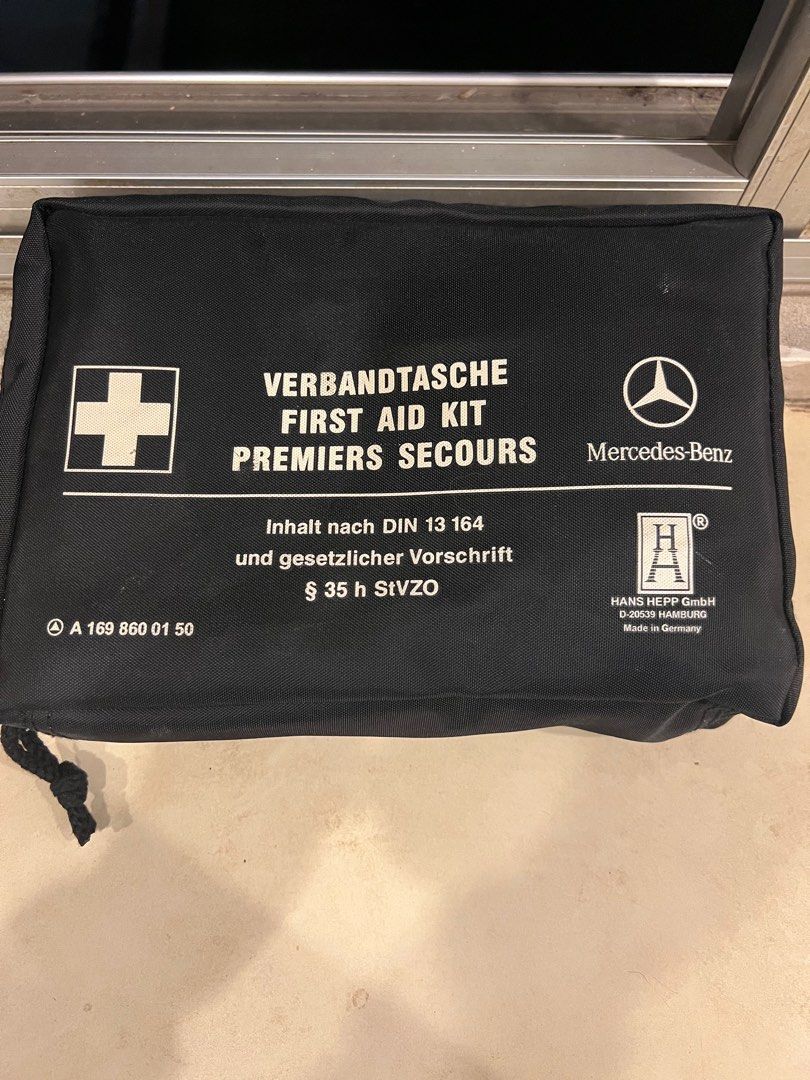 VERBANDTASCHE
FIRST AID KIT
PREMIERS SECOURS
Mercedes-Benz
Inhalt nach DIN 13 164
und gesetzlicher Vorschrift
§ 35 h StVZO
A 169 860 01 50
H
A
®
HANS HEPP GmbH
D-20539 HAMBURG
Made in Germany